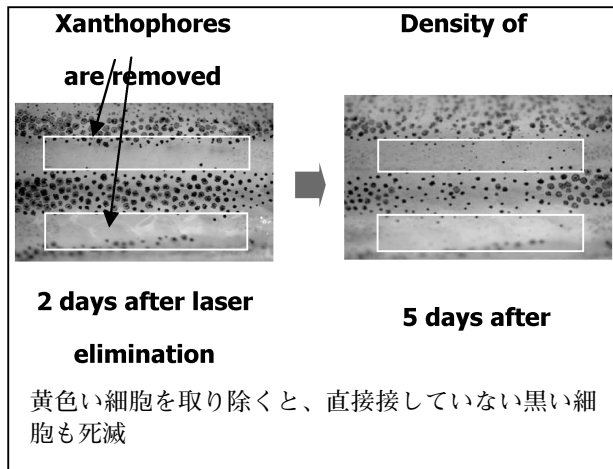 Xanthophores
are removed
Density of
2 days after laser
elimination
5 days after
黄色い細胞を取り除くと、直接接していない黒い細
胞も死滅